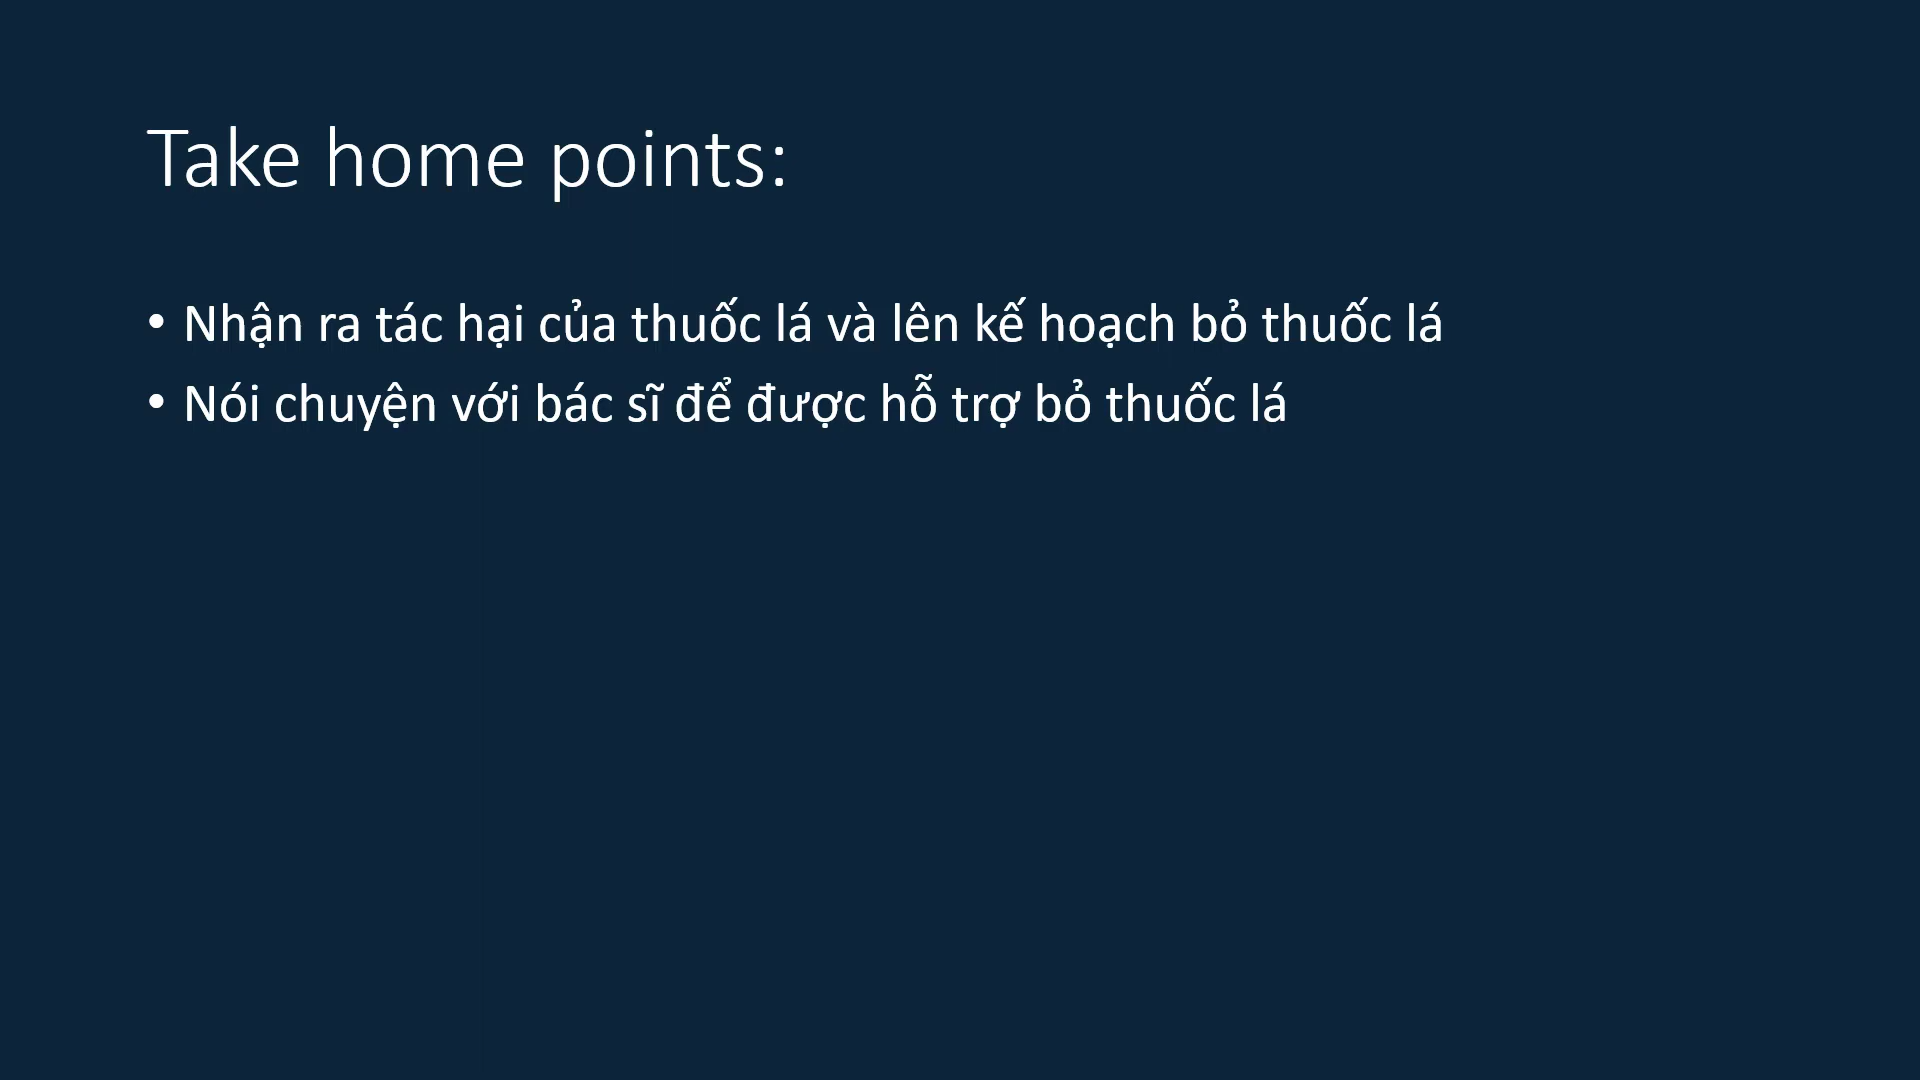 Take home points:
• Nhận ra tác hại của thuốc lá và lên kế hoạch bỏ thuốc lá
• Nói chuyện với bác sĩ để được hỗ trợ bỏ thuốc lá